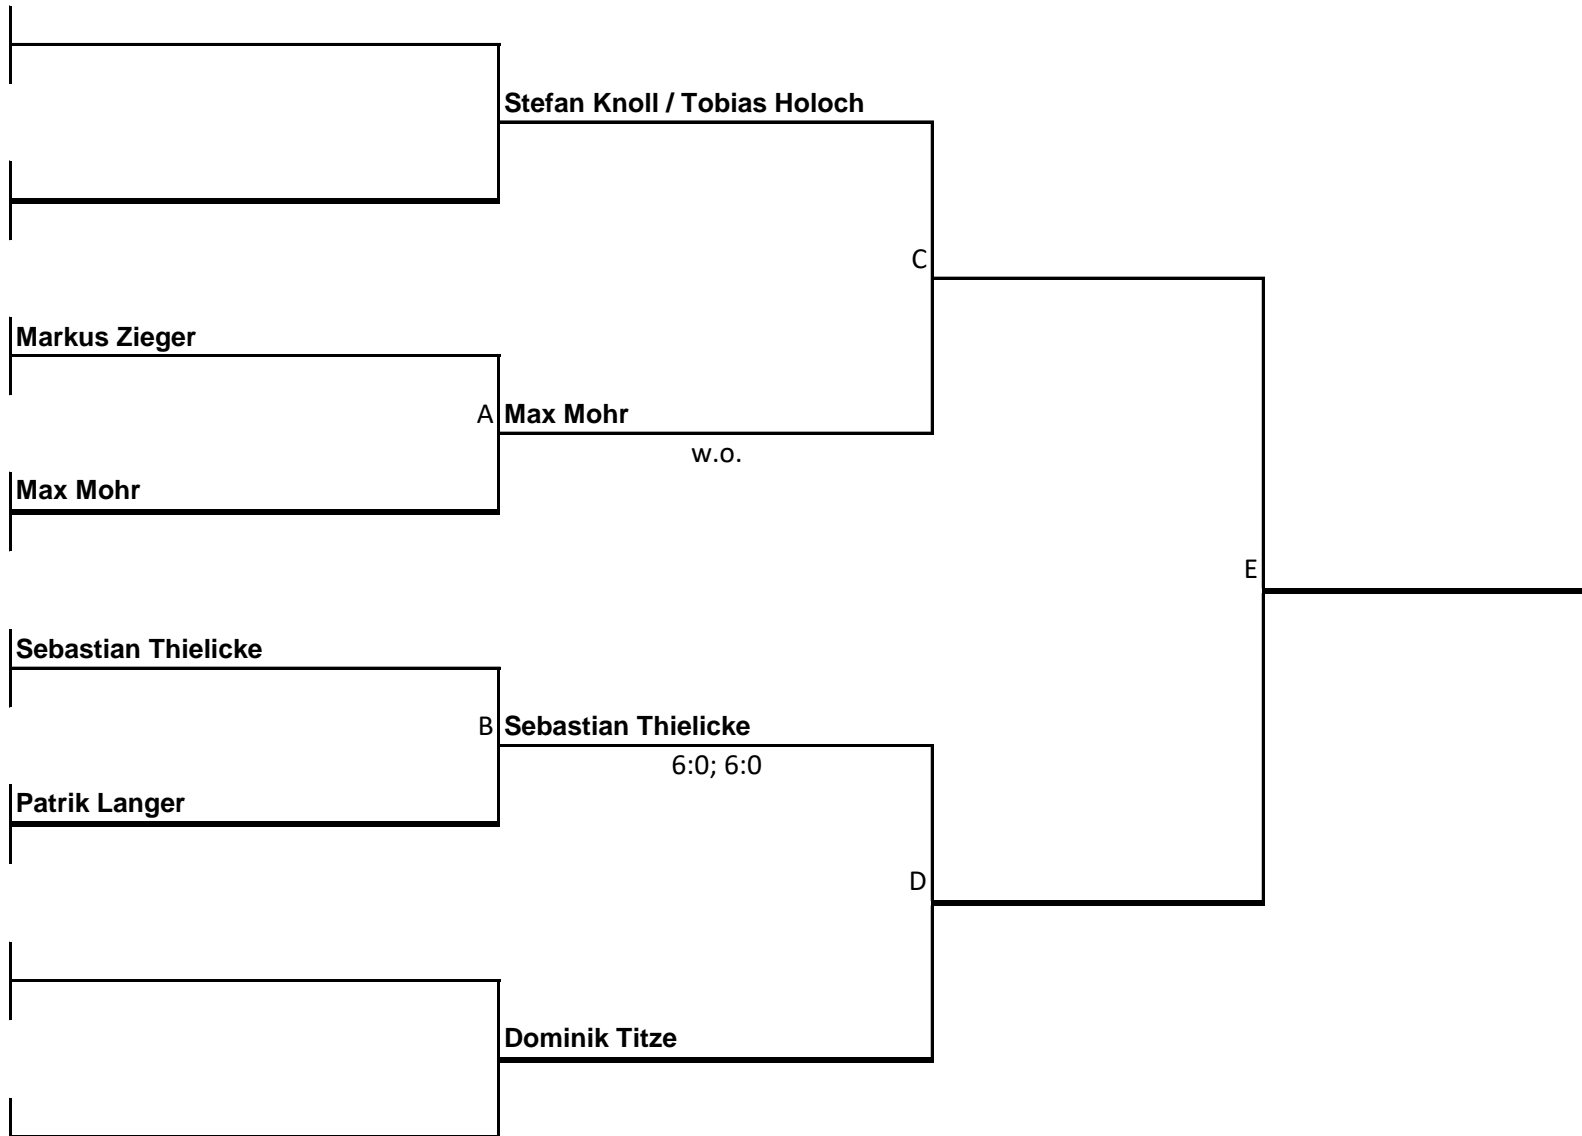 Stefan Knoll / Tobias Holoch
C
Markus Zieger
A Max Mohr
w.o.
Max Mohr
E
Sebastian Thielicke
B Sebastian Thielicke
6:0; 6:0
Patrik Langer
D
Dominik Titze